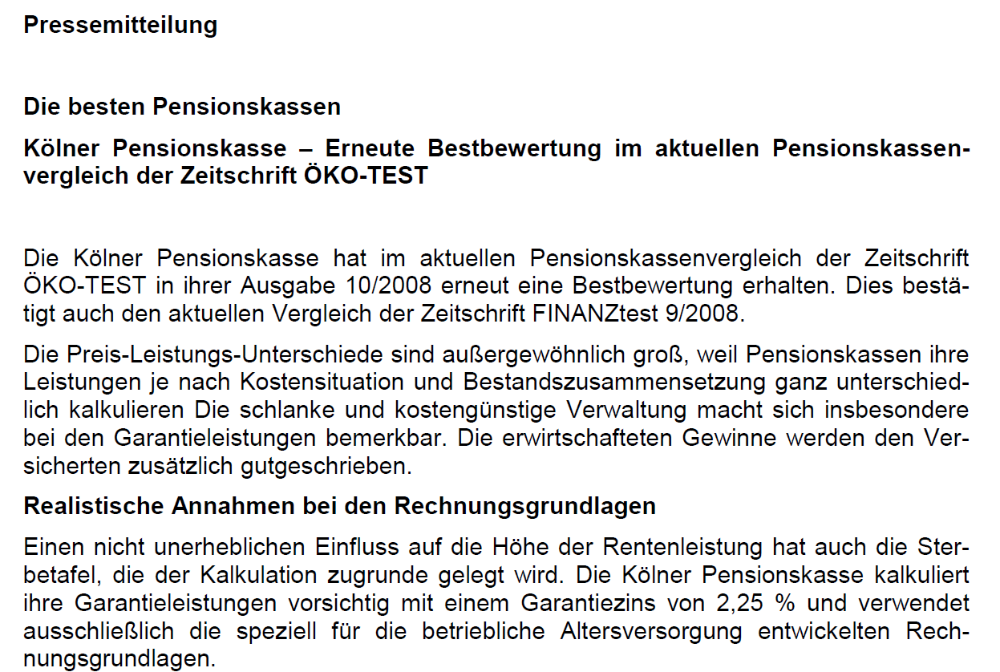 Pressemitteilung
Die besten Pensionskassen
Kölner Pensionskasse – Erneute Bestbewertung im aktuellen Pensionskassen-
vergleich der Zeitschrift ÖKO-TEST
Die Kölner Pensionskasse hat im aktuellen Pensionskassenvergleich der Zeitschrift
ÖKO-TEST in ihrer Ausgabe 10/2008 erneut eine Bestbewertung erhalten. Dies bestä-
tigt auch den aktuellen Vergleich der Zeitschrift FINANZtest 9/2008.
Die Preis-Leistungs-Unterschiede sind außergewöhnlich groß, weil Pensionskassen ihre
Leistungen je nach Kostensituation und Bestandszusammensetzung ganz unterschied-
lich kalkulieren Die schlanke und kostengünstige Verwaltung macht sich insbesondere
bei den Garantieleistungen bemerkbar. Die erwirtschafteten Gewinne werden den Ver-
sicherten zusätzlich gutgeschrieben.
Realistische Annahmen bei den Rechnungsgrundlagen
Einen nicht unerheblichen Einfluss auf die Höhe der Rentenleistung hat auch die Ster-
betafel, die der Kalkulation zugrunde gelegt wird. Die Kölner Pensionskasse kalkuliert
ihre Garantieleistungen vorsichtig mit einem Garantiezins von 2,25 % und verwendet
ausschließlich die speziell für die betriebliche Altersversorgung entwickelten Rech-
nungsgrundlagen.